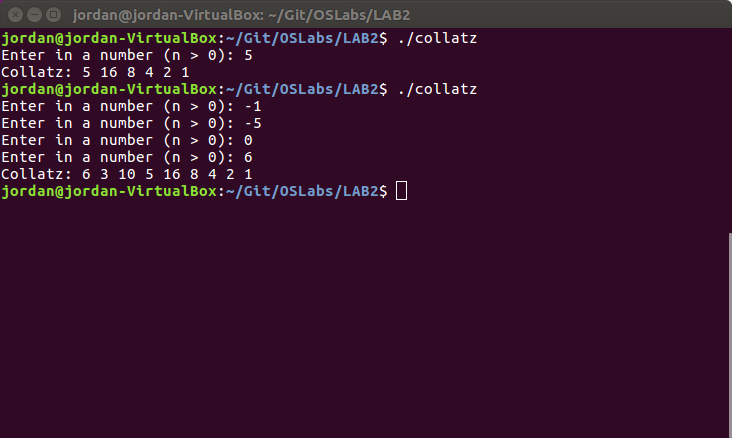 jordan@jordan-VirtualBox: ~/Git/OSLabs/LAB2
jordan@jordan-VirtualBox:~/Git/OSLabs/LAB2$ ./collatz
Enter in a number (n > 0): 5
Collatz: 5 16 8 4 2 1
jordan@jordan-VirtualBox:~/Git/OSLabs/LAB2$ ./collatz
Enter in a number (n > 0): -1
Enter in a number (n > 0): -5
Enter in a number (n > 0): 0
Enter in a number (n > 0): 6
Collatz: 6 3 10 5 16 8 4 2 1
jordan@jordan-VirtualBox:~/Git/OSLabs/LAB2$